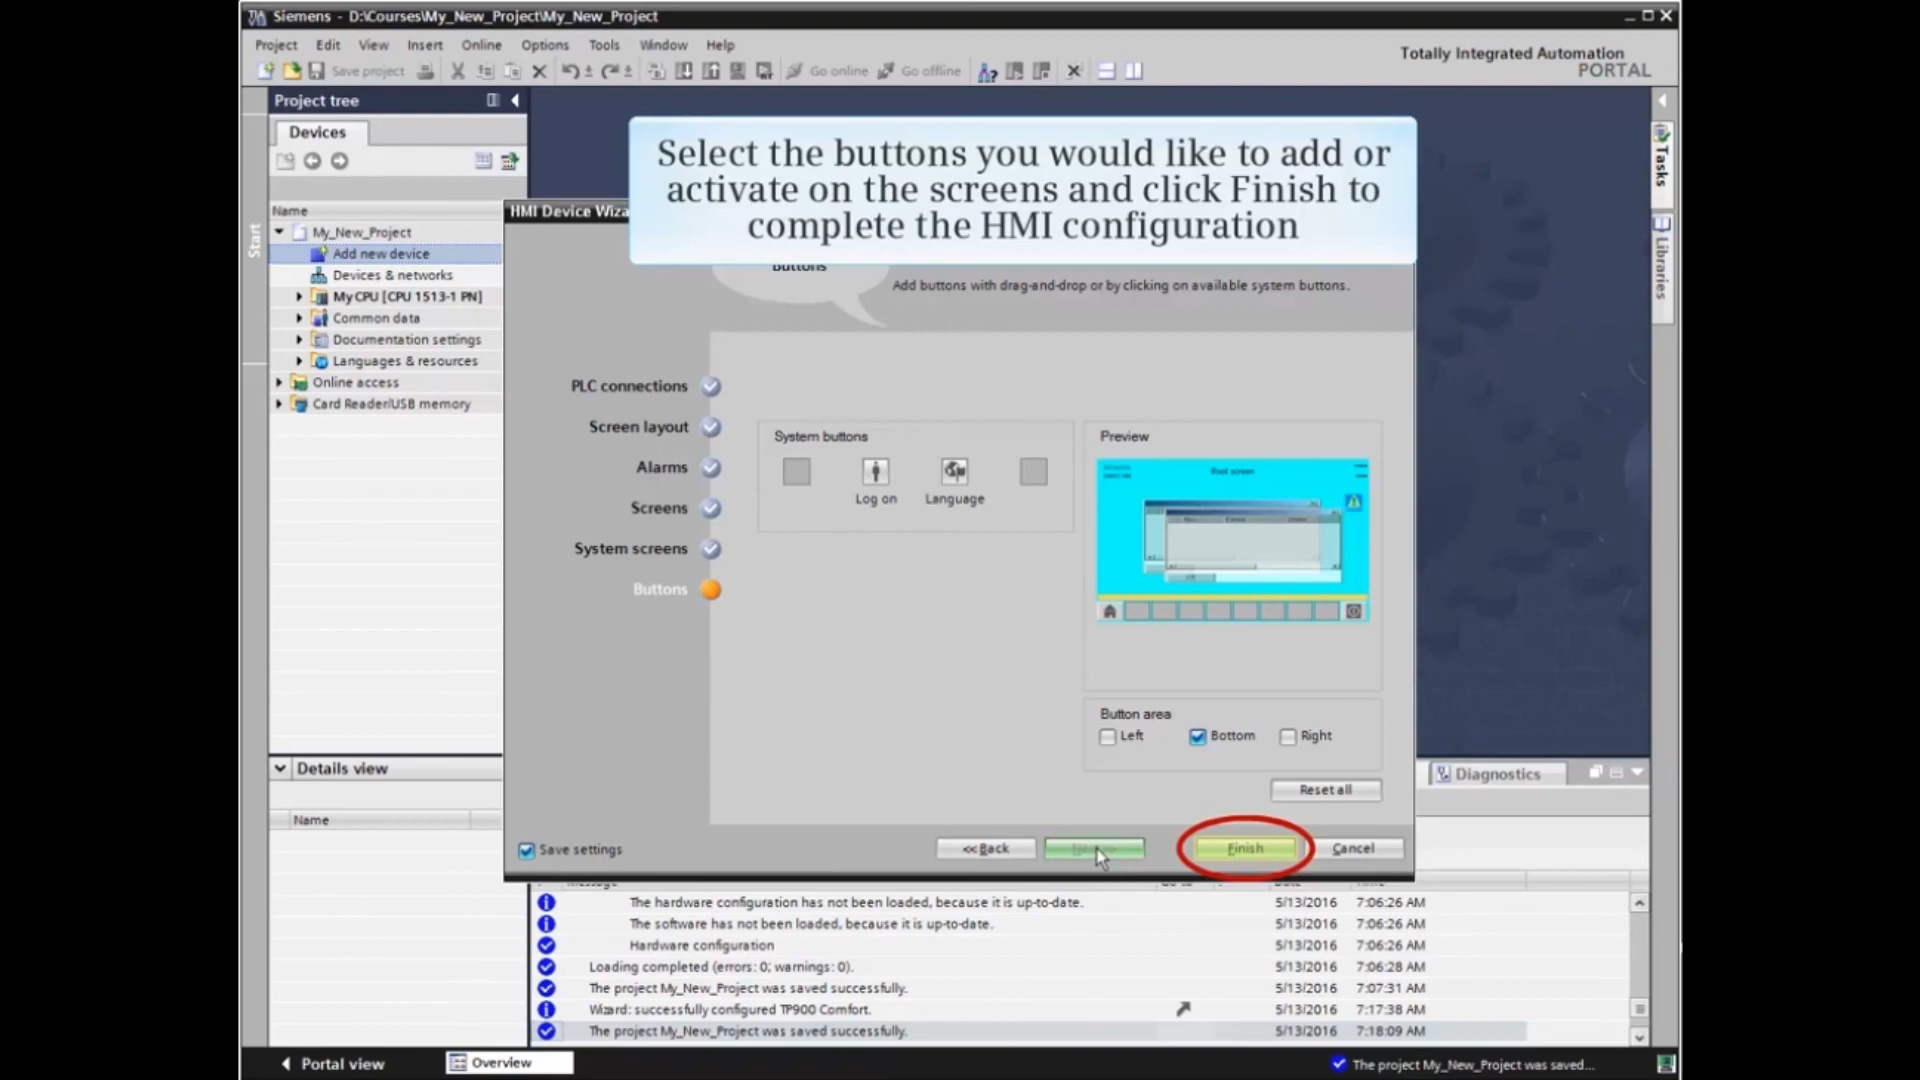 Siemens - D:\Courses\My_New_Project\My_New_Project
Project Edit View Insert Online Options Tools Window Help
Totally Integrated Automation
PORTAL
Save project Go online Go offline
Project tree
Devices
Select the buttons you would like to add or
activate on the screens and click Finish to
complete the HMI configuration
Tasks
Libraries
Start
Name
HMI Device Wiza
My_New_Project
Add new device
Devices & networks
My CPU [CPU 1513-1 PN]
Common data
Documentation settings
Languages & resources
Online access
Card Reader/USB memory
Buttons
Add buttons with drag-and-drop or by clicking on available system buttons.
PLC connections
Screen layout
Alarms
Screens
System screens
Buttons
System buttons
Log on
Language
Preview
Root screen
Button area
Left Bottom Right
Reset all
Save settings
<<Back
Finish
Cancel
Details view
Name
Diagnostics
The hardware configuration has not been loaded, because it is up-to-date. 5/13/2016 7:06:26 AM
The software has not been loaded, because it is up-to-date. 5/13/2016 7:06:26 AM
Hardware configuration 5/13/2016 7:06:26 AM
Loading completed (errors: 0; warnings: 0). 5/13/2016 7:06:28 AM
The project My_New_Project was saved successfully. 5/13/2016 7:07:31 AM
Wizard: successfully configured TP900 Comfort. 5/13/2016 7:17:38 AM
The project My_New_Project was saved successfully. 5/13/2016 7:18:09 AM
Portal view
Overview
The project My_New_Project was saved...